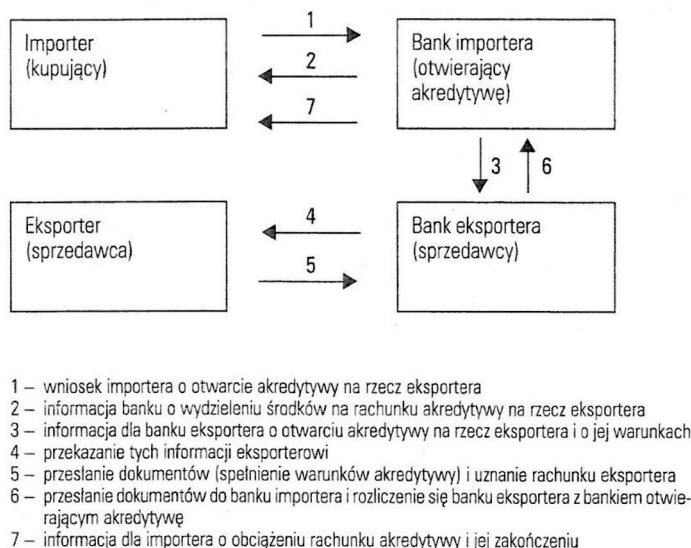 1
Importer
(kupujący)
2
7
Bank importera
(otwierający
akredytywę)
3
6
Eksporter
(sprzedawca)
4
5
Bank eksportera
(sprzedawcy)
1 – wniosek importera o otwarcie akredytywy na rzecz eksportera
2 – informacja banku o wydzieleniu środków na rachunku akredytywy na rzecz eksportera
3 – informacja dla banku eksportera o otwarciu akredytywy na rzecz eksportera i o jej warunkach
4 – przekazanie tych informacji eksporterowi
5 – przesłanie dokumentów (spełnienie warunków akredytywy) i uznanie rachunku eksportera
6 – przesłanie dokumentów do banku importera i rozliczenie się banku eksportera z bankiem otwie-
rającym akredytywę
7 – informacja dla importera o obciążeniu rachunku akredytywy i jej zakończeniu